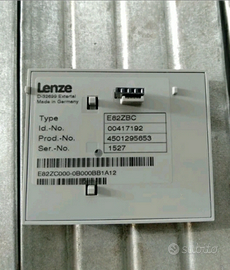 Lenze
D-32699 Extertal
Made in Germany
Type E82ZBC
Id.-No. 00417192
Prod.-No. 4501295653
Ser.-No. 1527
E82ZC000-0B000BB1A12
SUBITO